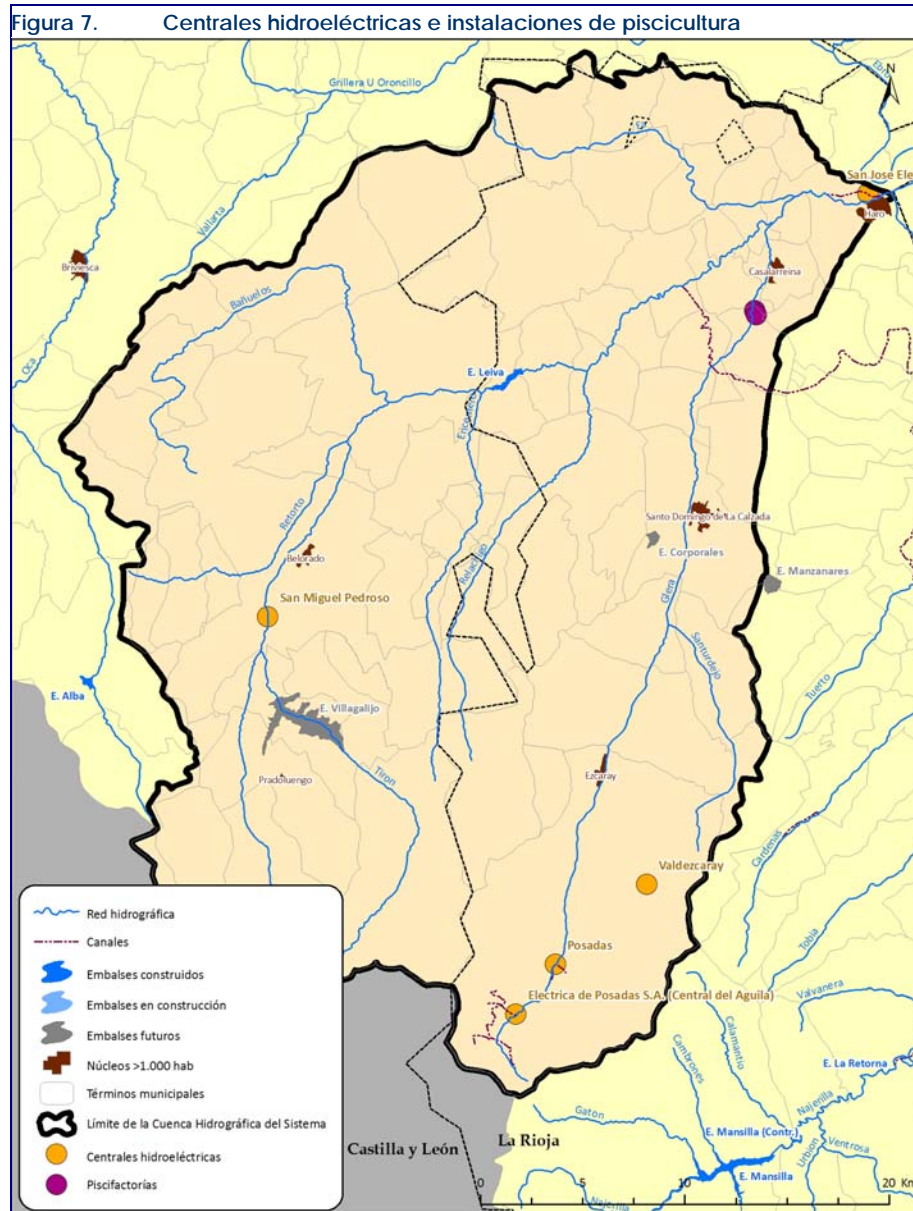 Figura 7. Centrales hidroeléctricas e instalaciones de piscicultura
Grillera U Oroncillo
Ebro
N
Vallarta
San Jose Ele
Haro
Briviesca
Casalarreina
Bañuelos
Oca
E. Leiva
Retorto
Santo Domingo de La Calzada
Belorado
E. Corporales
Relachigo
E. Manzanares
San Miguel Pedroso
Glera
Santurdejo
Tuerto
E. Alba
E. Villagalijo
Pradoluengo
Tiron
Ezcaray
Cardenas
Valdezcaray
Tobia
Posadas
Valvanera
Electrica de Posadas S.A. (Central del Aguila)
Calamantio
Cambrones
E. La Retorna
Najerilla
Gaton
La Rioja
Castilla y León
E. Mansilla (Contr.)
Urbion
Ventrosa
E. Mansilla
Najerilla
0 5 10 20 Km
Red hidrográfica
Canales
Embalses construidos
Embalses en construcción
Embalses futuros
Núcleos >1.000 hab
Términos municipales
Límite de la Cuenca Hidrográfica del Sistema
Centrales hidroeléctricas
Piscifactorías